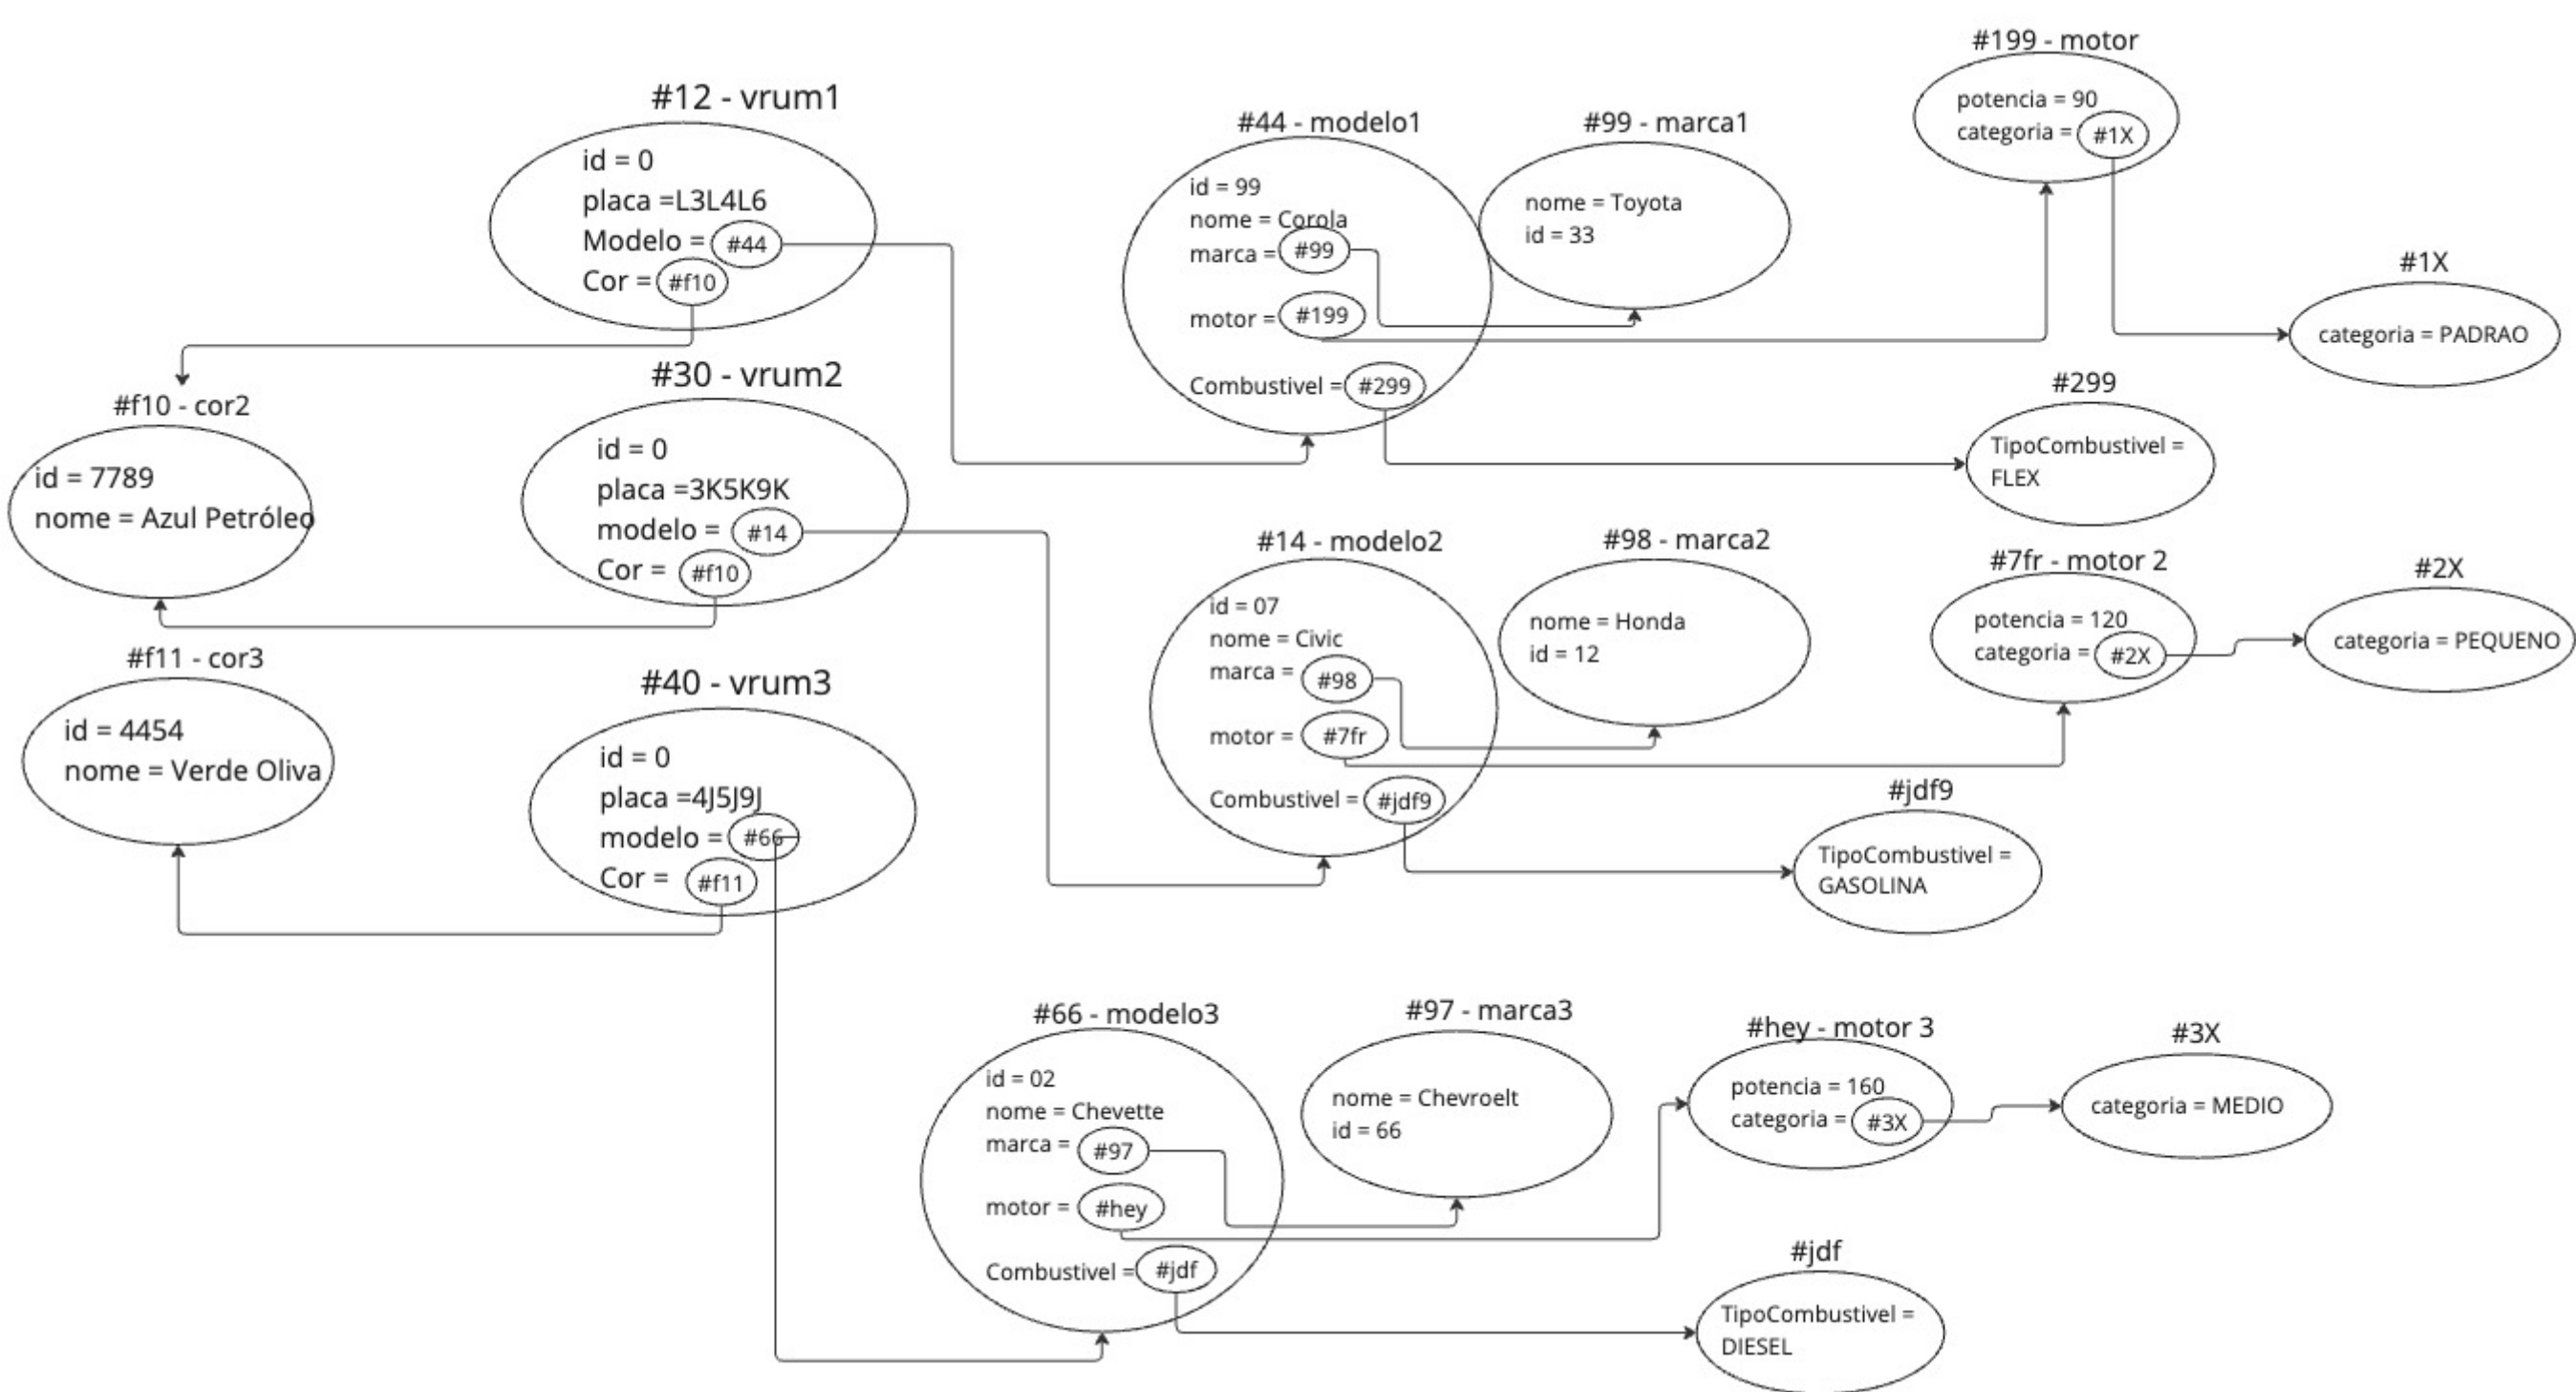 #12 - vrum1
id = 0
placa =L3L4L6
Modelo = #44
Cor = #f10
#f10 - cor2
id = 7789
nome = Azul Petróleo
#30 - vrum2
id = 0
placa =3K5K9K
modelo = #14
Cor = #f10
#f11 - cor3
id = 4454
nome = Verde Oliva
#40 - vrum3
id = 0
placa =4J5J9J
modelo = #66
Cor = #f11
#44 - modelo1
id = 99
nome = Corola
marca = #99
motor = #199
Combustivel = #299
#99 - marca1
nome = Toyota
id = 33
#199 - motor
potencia = 90
categoria = #1X
#1X
categoria = PADRAO
#299
TipoCombustivel =
FLEX
#14 - modelo2
id = 07
nome = Civic
marca = #98
motor = #7fr
Combustivel = #jdf9
#98 - marca2
nome = Honda
id = 12
#7fr - motor 2
potencia = 120
categoria = #2X
#2X
categoria = PEQUENO
#jdf9
TipoCombustivel =
GASOLINA
#66 - modelo3
id = 02
nome = Chevette
marca = #97
motor = #hey
Combustivel = #jdf
#97 - marca3
nome = Chevroelt
id = 66
#hey - motor 3
potencia = 160
categoria = #3X
#3X
categoria = MEDIO
#jdf
TipoCombustivel =
DIESEL